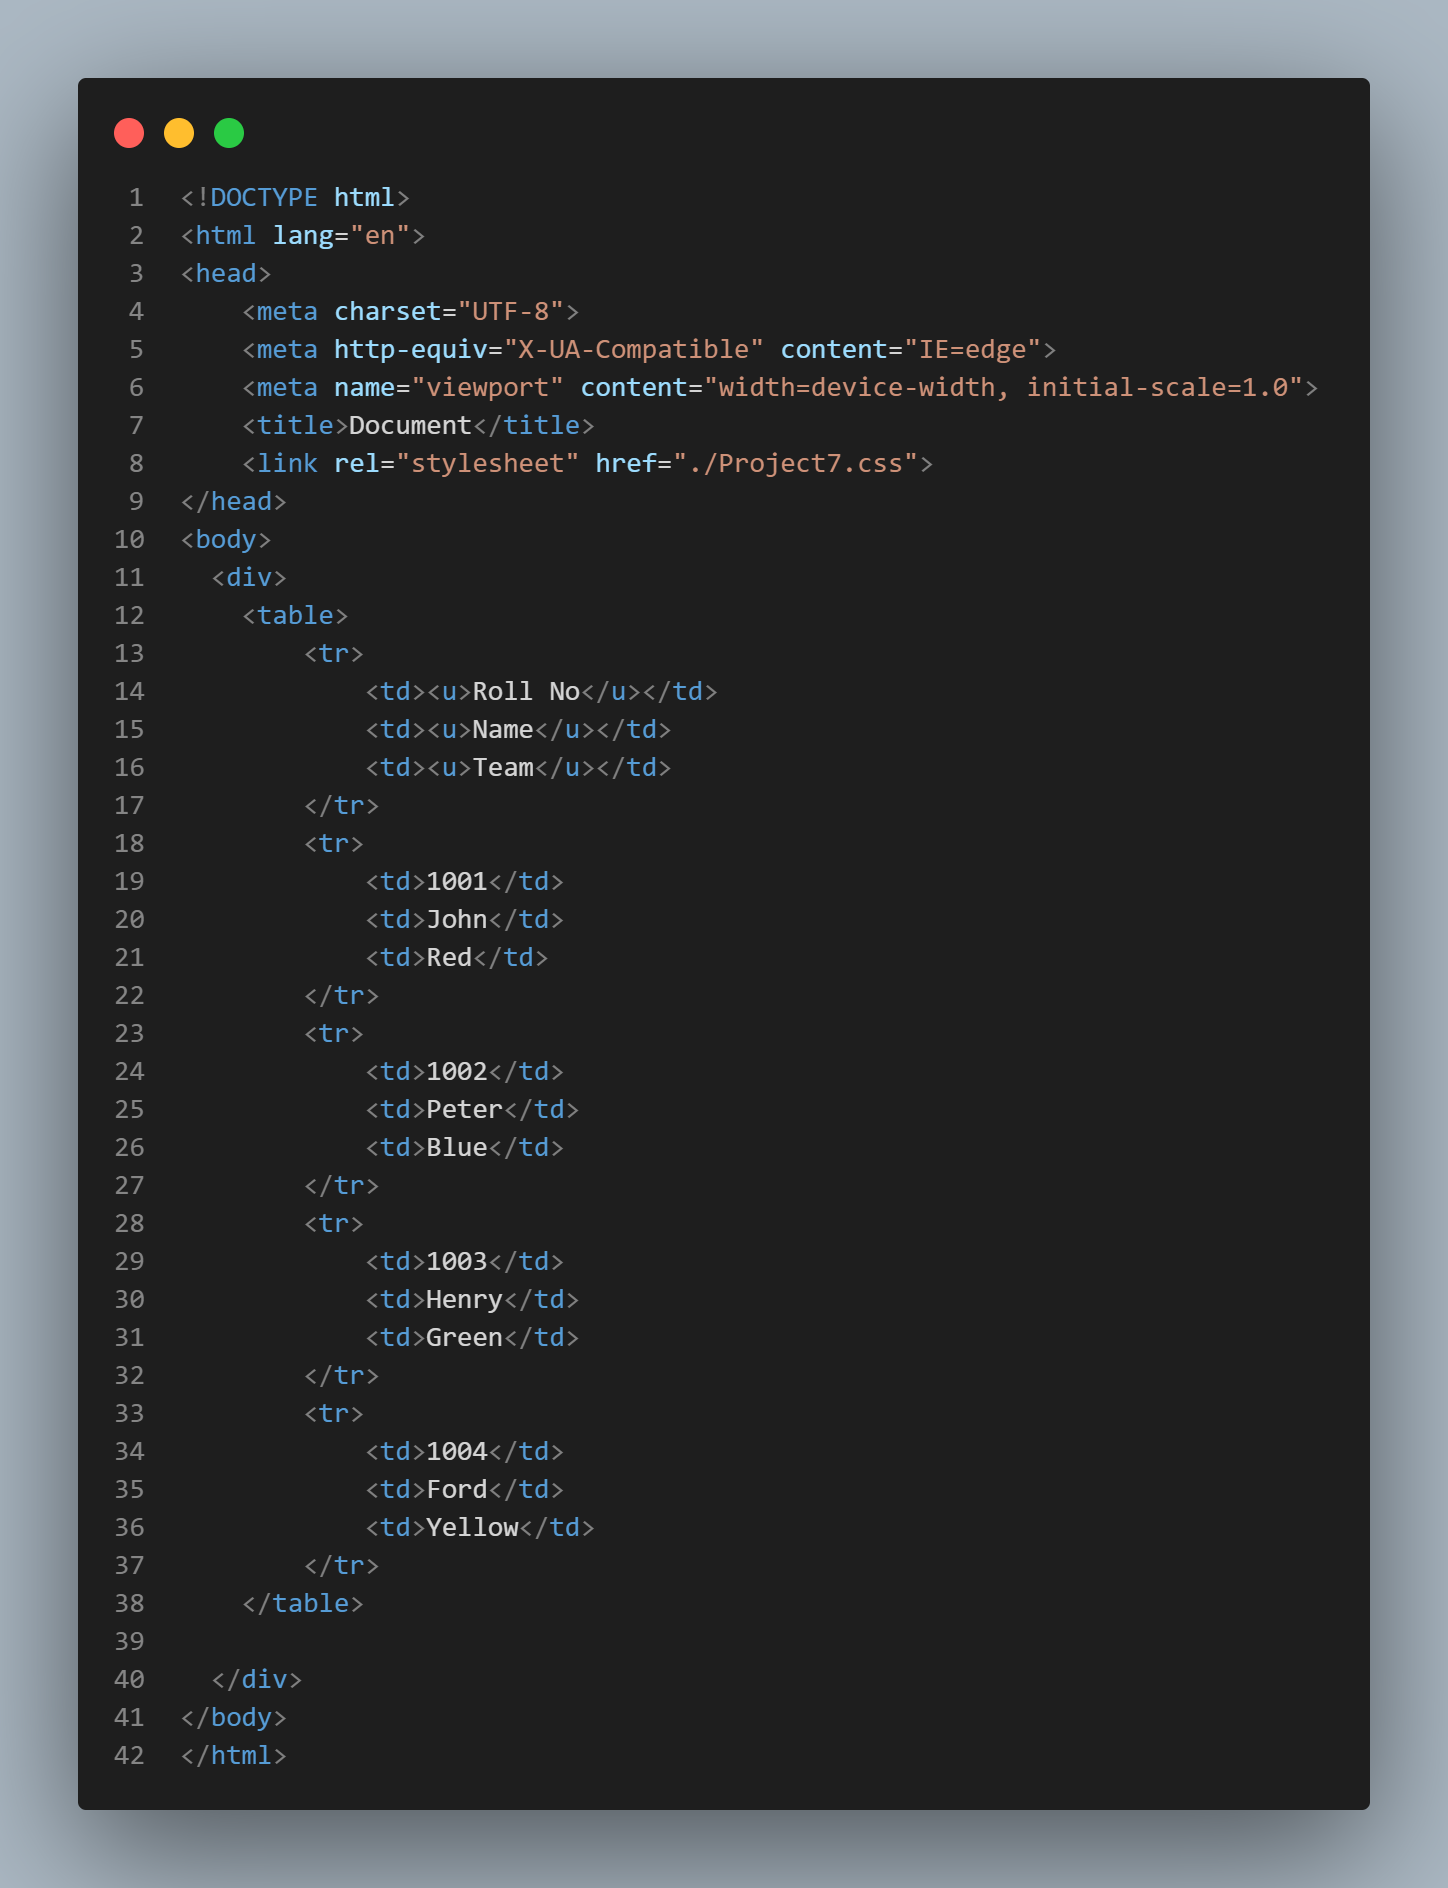 1 <!DOCTYPE html>
2 <html lang="en">
3 <head>
4     <meta charset="UTF-8">
5     <meta http-equiv="X-UA-Compatible" content="IE=edge">
6     <meta name="viewport" content="width=device-width, initial-scale=1.0">
7     <title>Document</title>
8     <link rel="stylesheet" href="./Project7.css">
9 </head>
10 <body>
11   <div>
12     <table>
13         <tr>
14             <td><u>Roll No</u></td>
15             <td><u>Name</u></td>
16             <td><u>Team</u></td>
17         </tr>
18         <tr>
19             <td>1001</td>
20             <td>John</td>
21             <td>Red</td>
22         </tr>
23         <tr>
24             <td>1002</td>
25             <td>Peter</td>
26             <td>Blue</td>
27         </tr>
28         <tr>
29             <td>1003</td>
30             <td>Henry</td>
31             <td>Green</td>
32         </tr>
33         <tr>
34             <td>1004</td>
35             <td>Ford</td>
36             <td>Yellow</td>
37         </tr>
38     </table>
39
40   </div>
41 </body>
42 </html>